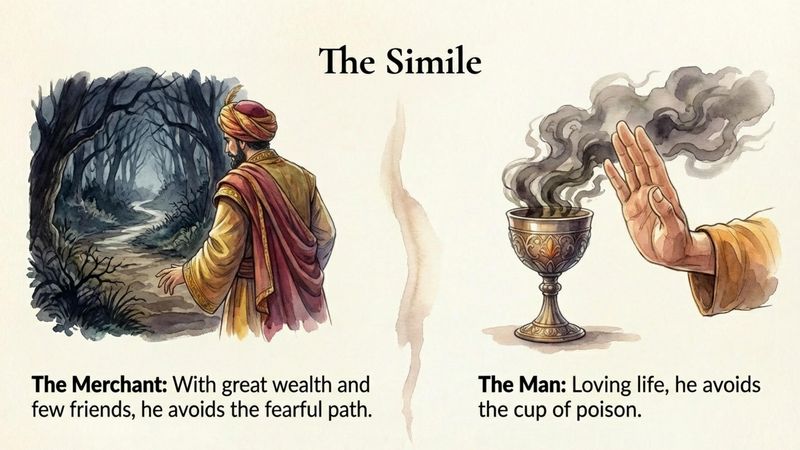 The Simile
The Merchant: With great wealth and
few friends, he avoids the fearful path.
The Man: Loving life, he avoids
the cup of poison.